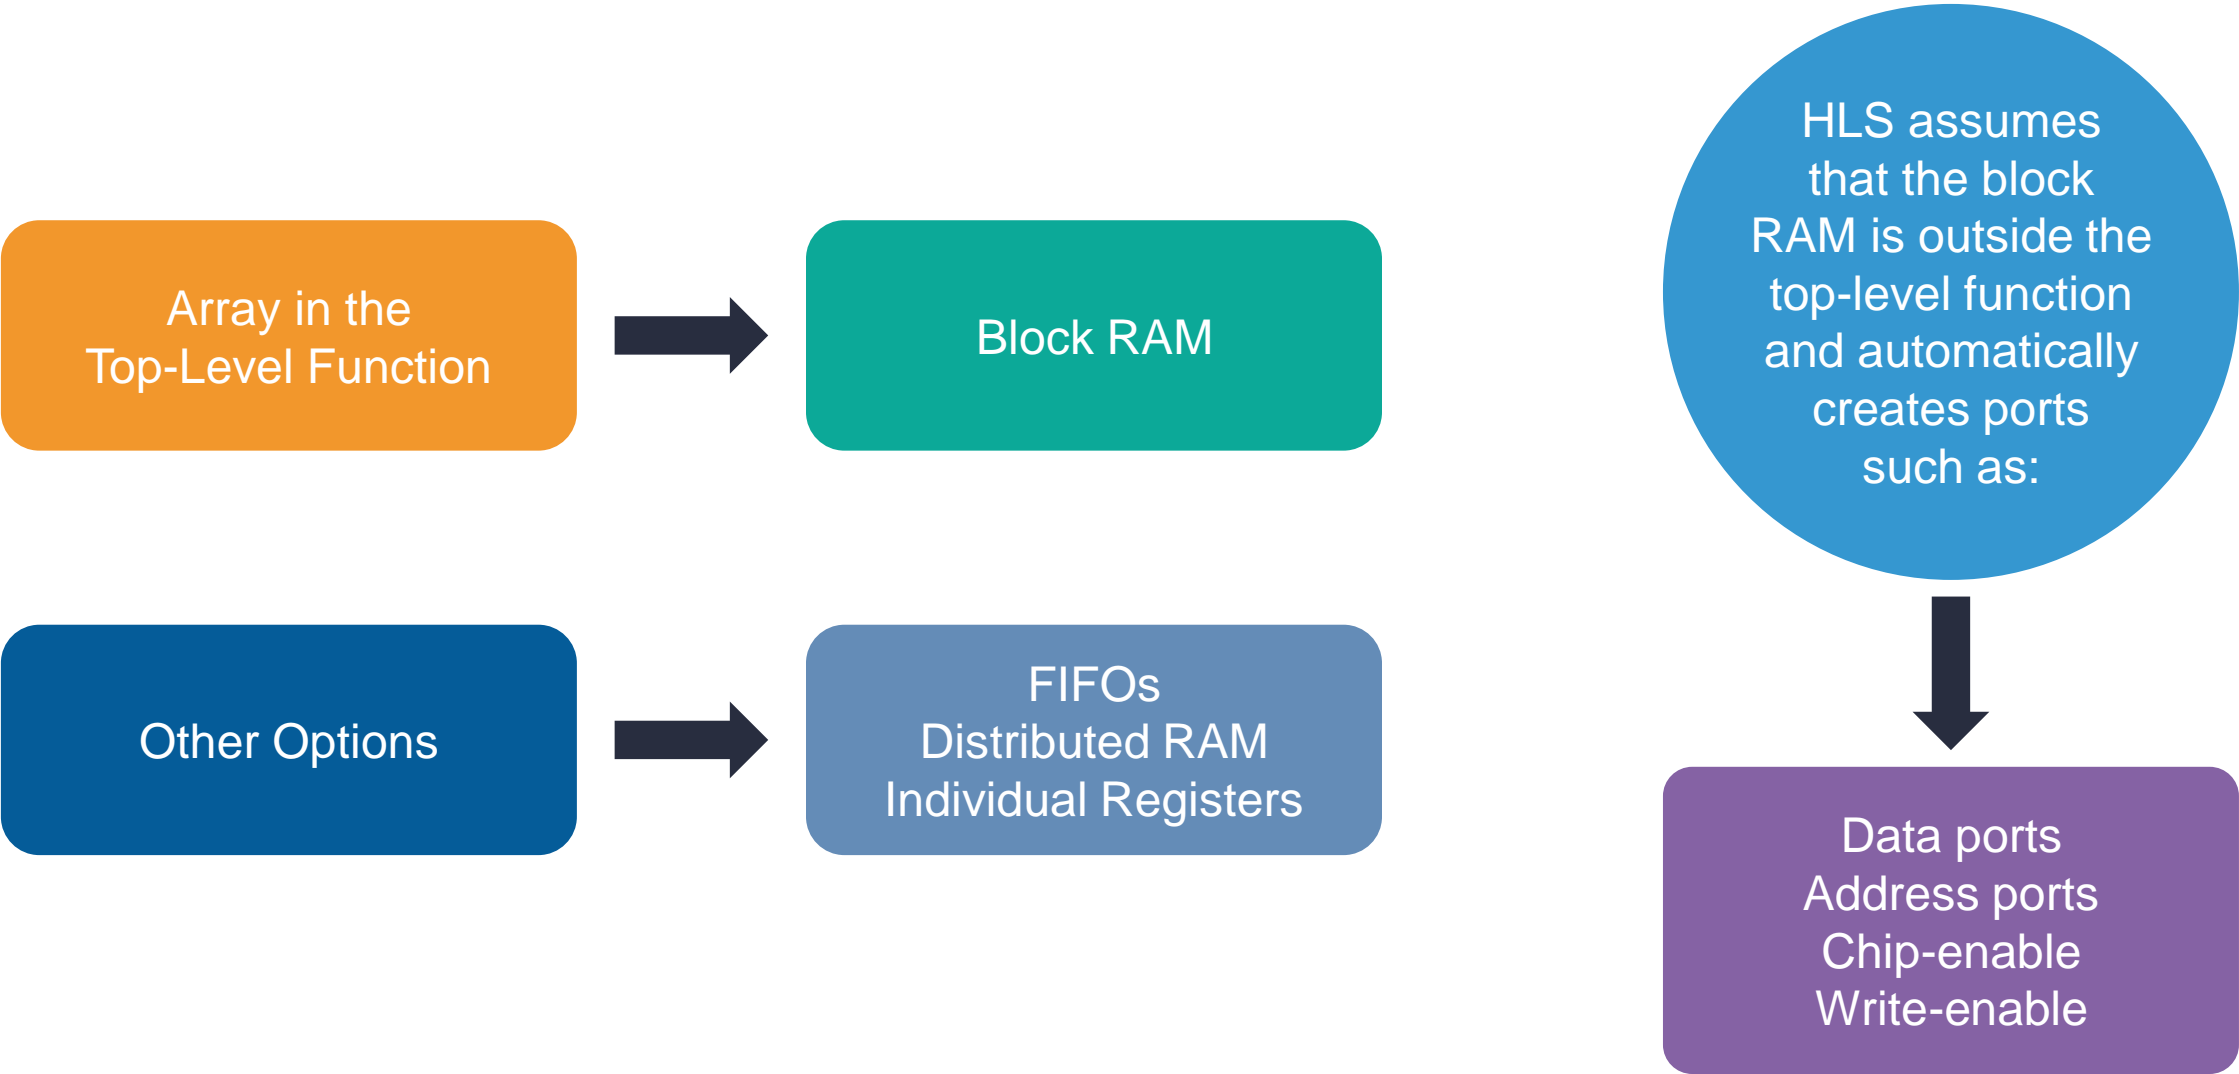 Array in the
Top-Level Function
Block RAM
Other Options
FIFOs
Distributed RAM
Individual Registers
HLS assumes
that the block
RAM is outside the
top-level function
and automatically
creates ports
such as:
Data ports
Address ports
Chip-enable
Write-enable